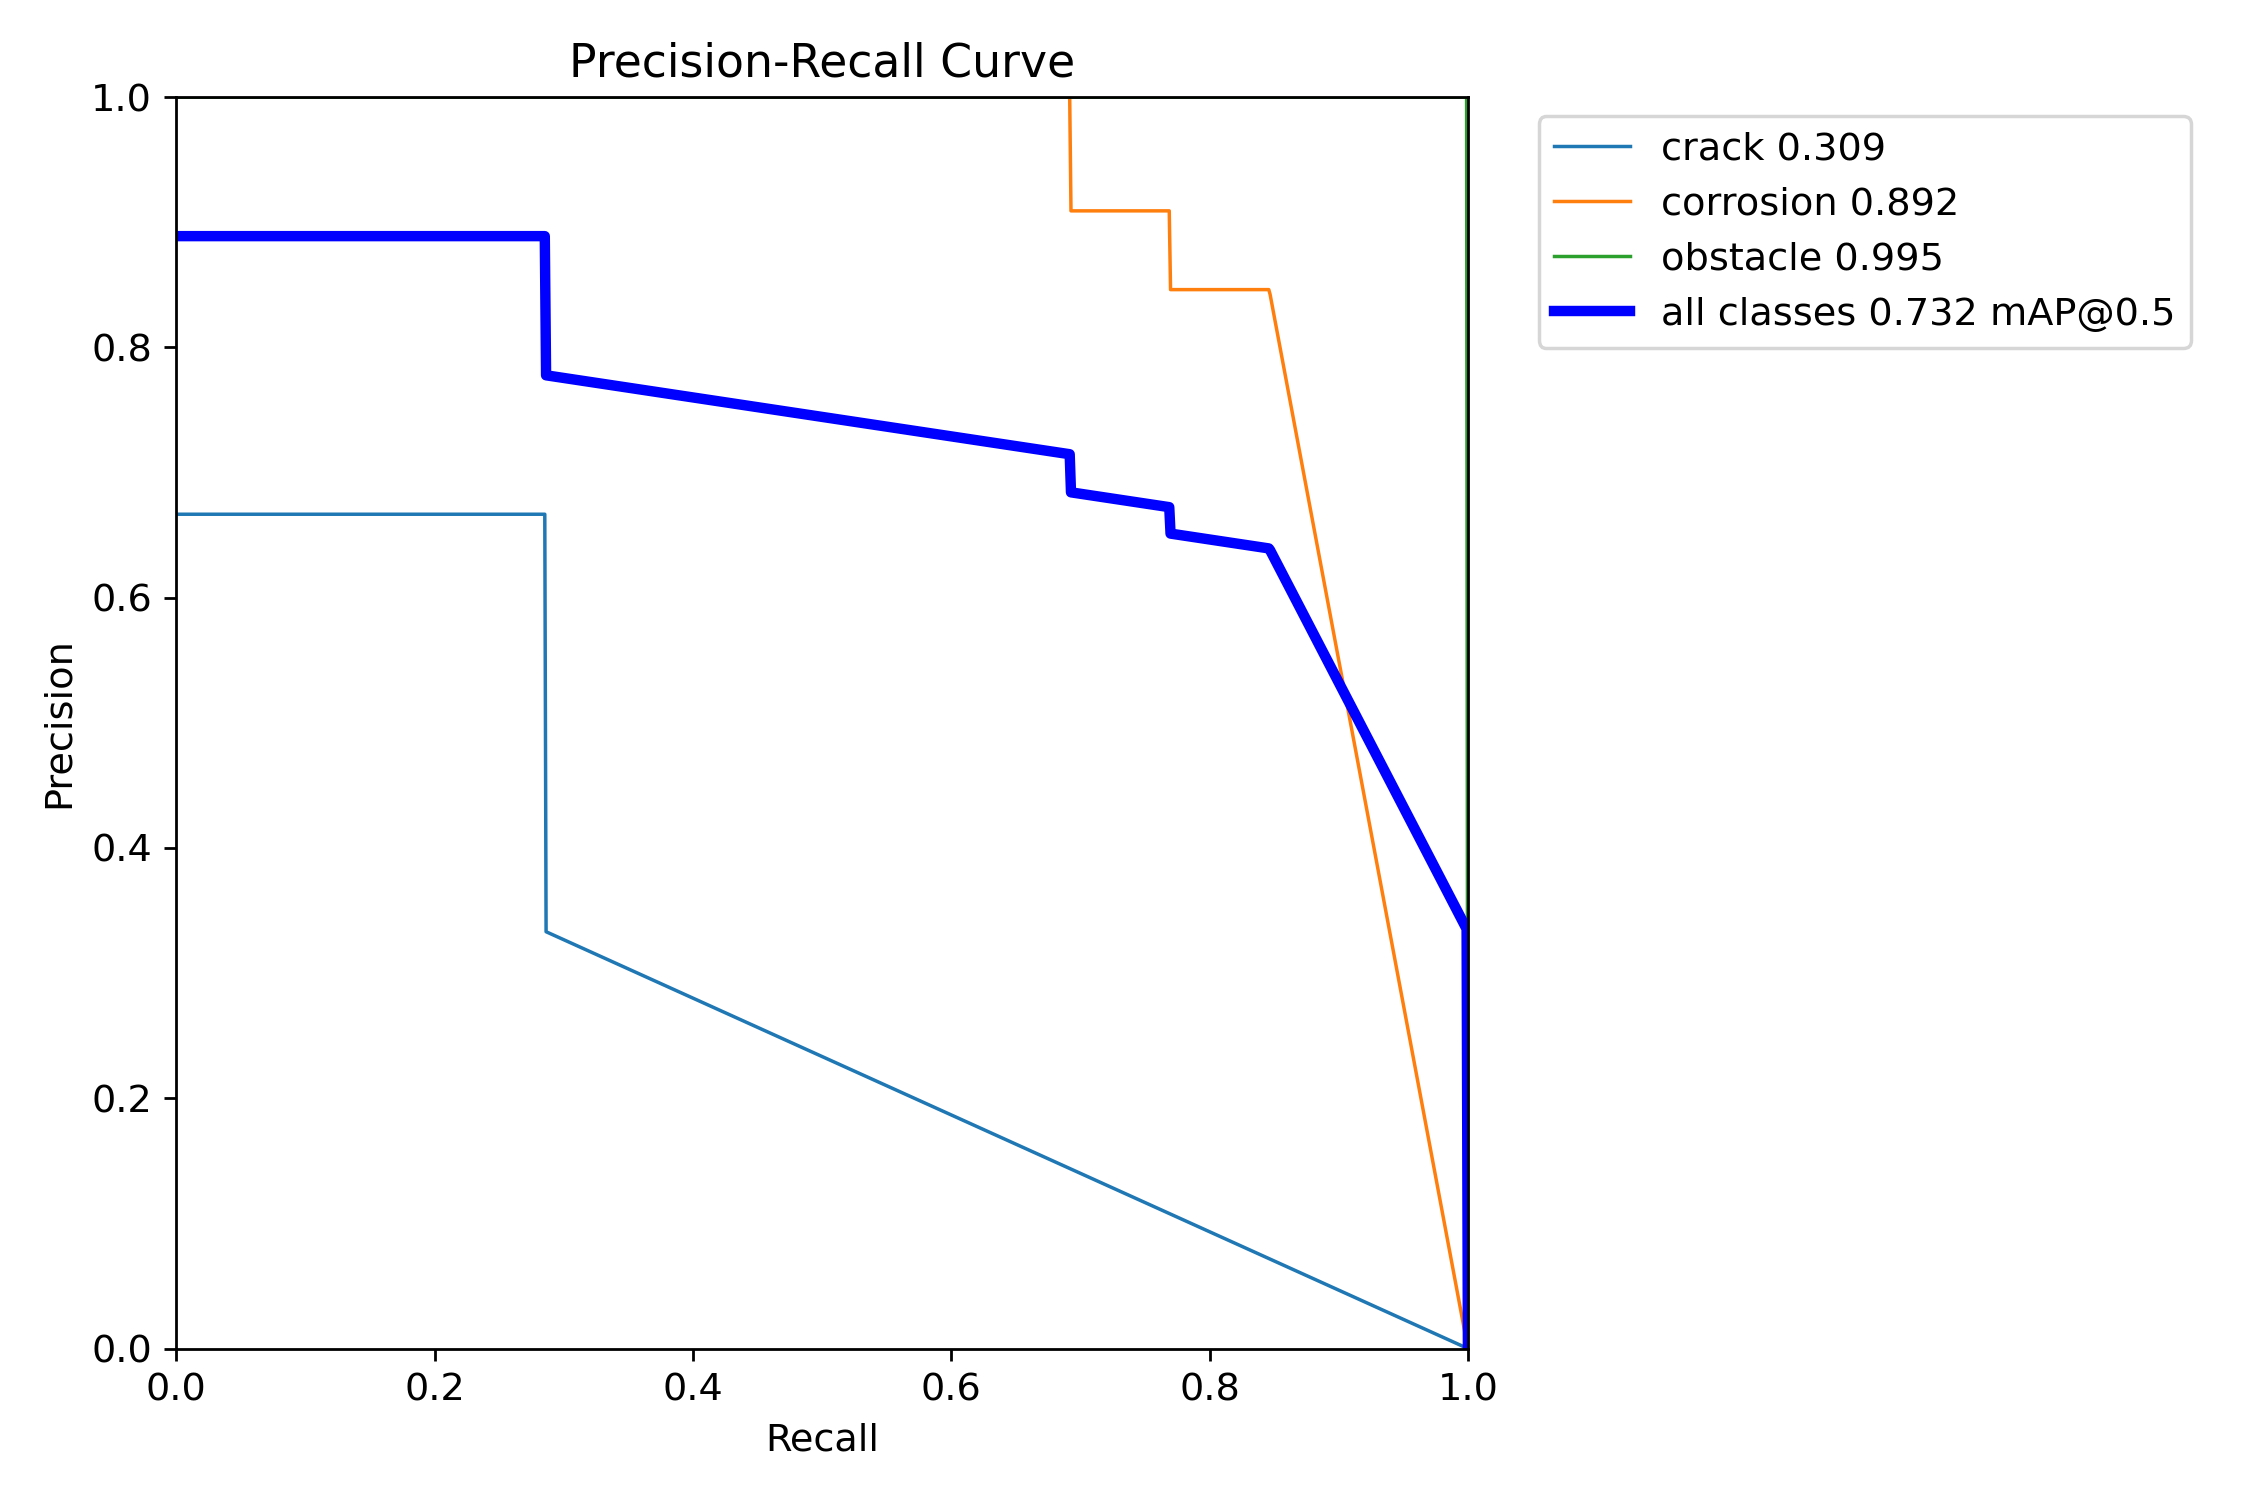 Precision-Recall Curve
1.0
0.8
0.6
0.4
0.2
0.0
Precision
0.0 0.2 0.4 0.6 0.8 1.0
Recall
crack 0.309
corrosion 0.892
obstacle 0.995
all classes 0.732 mAP@0.5